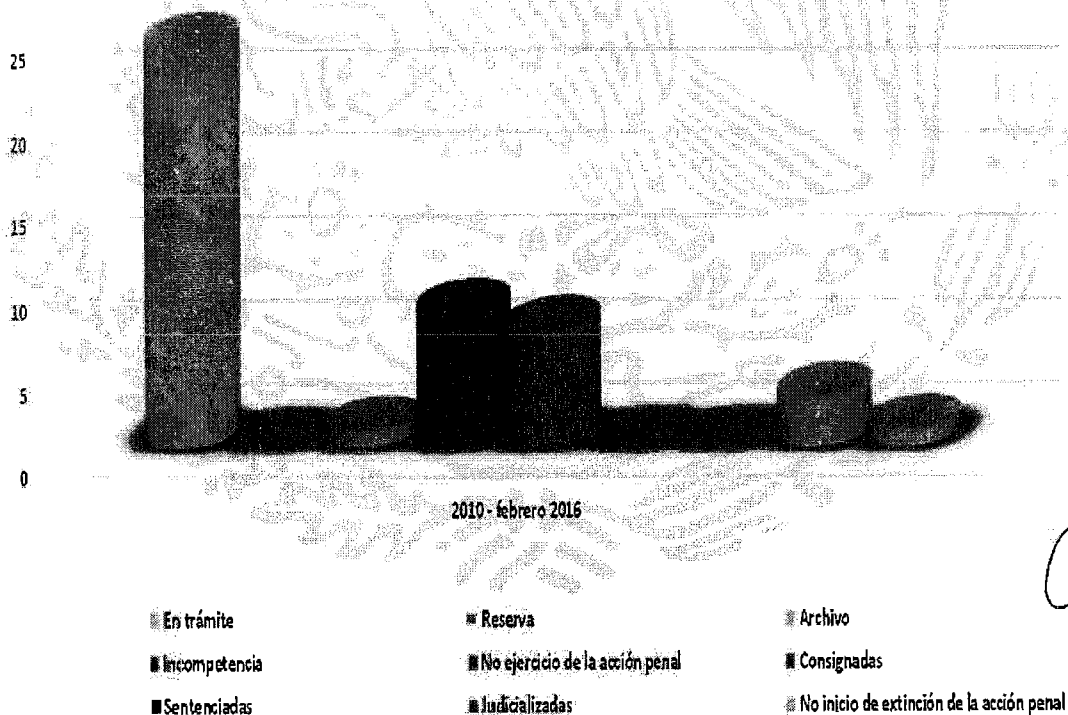 25
20
15
10
5
0
2010 - febrero 2016
En trámite Reserva Archivo
Incompetencia No ejercicio de la acción penal Consignadas
Sentenciadas Judicializadas No inicio de extinción de la acción penal